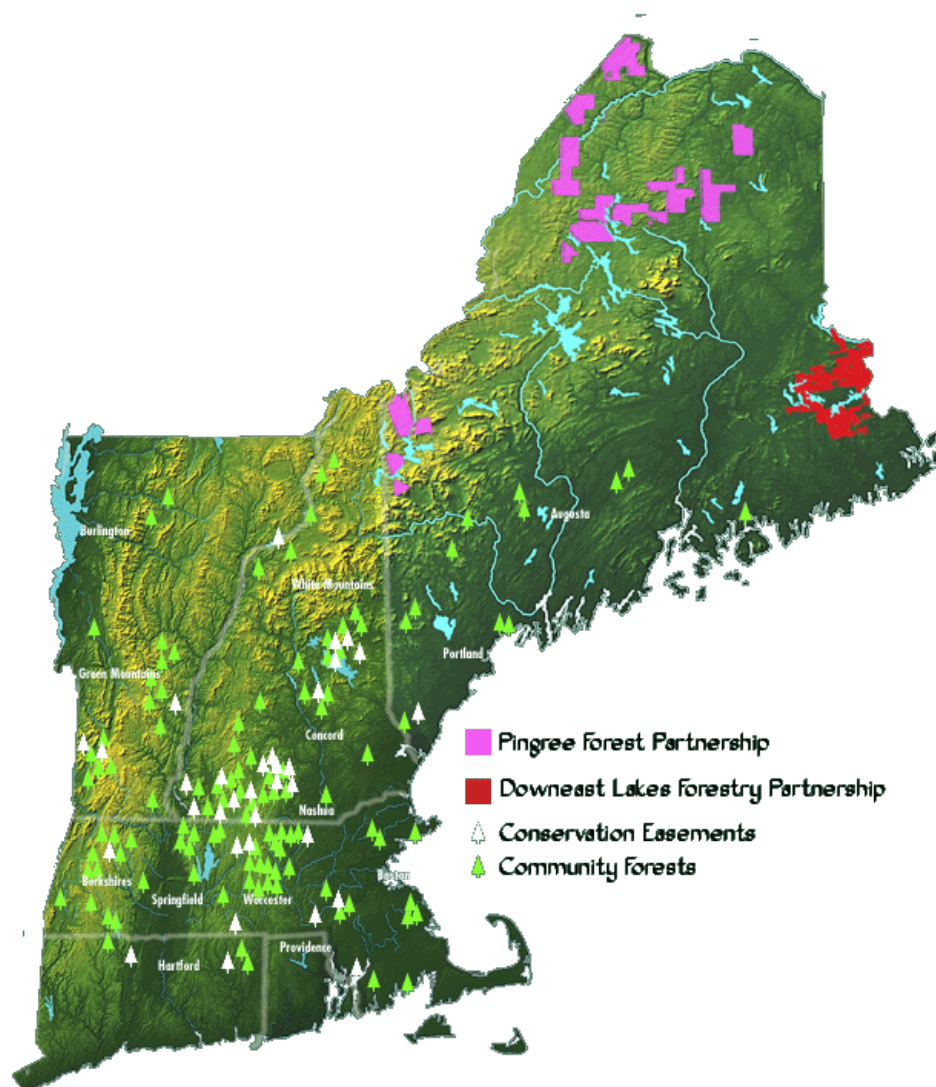 Burlington
Augosta
White Mountains
Portland
Green Mountains
Concord
Pingree Forest Partnership
Downeast Lakes Forestry Partnership
Nashua
Conservation Easements
Community Forests
Boston
Berkshires
Springfield
Worcester
Providence
Hartford